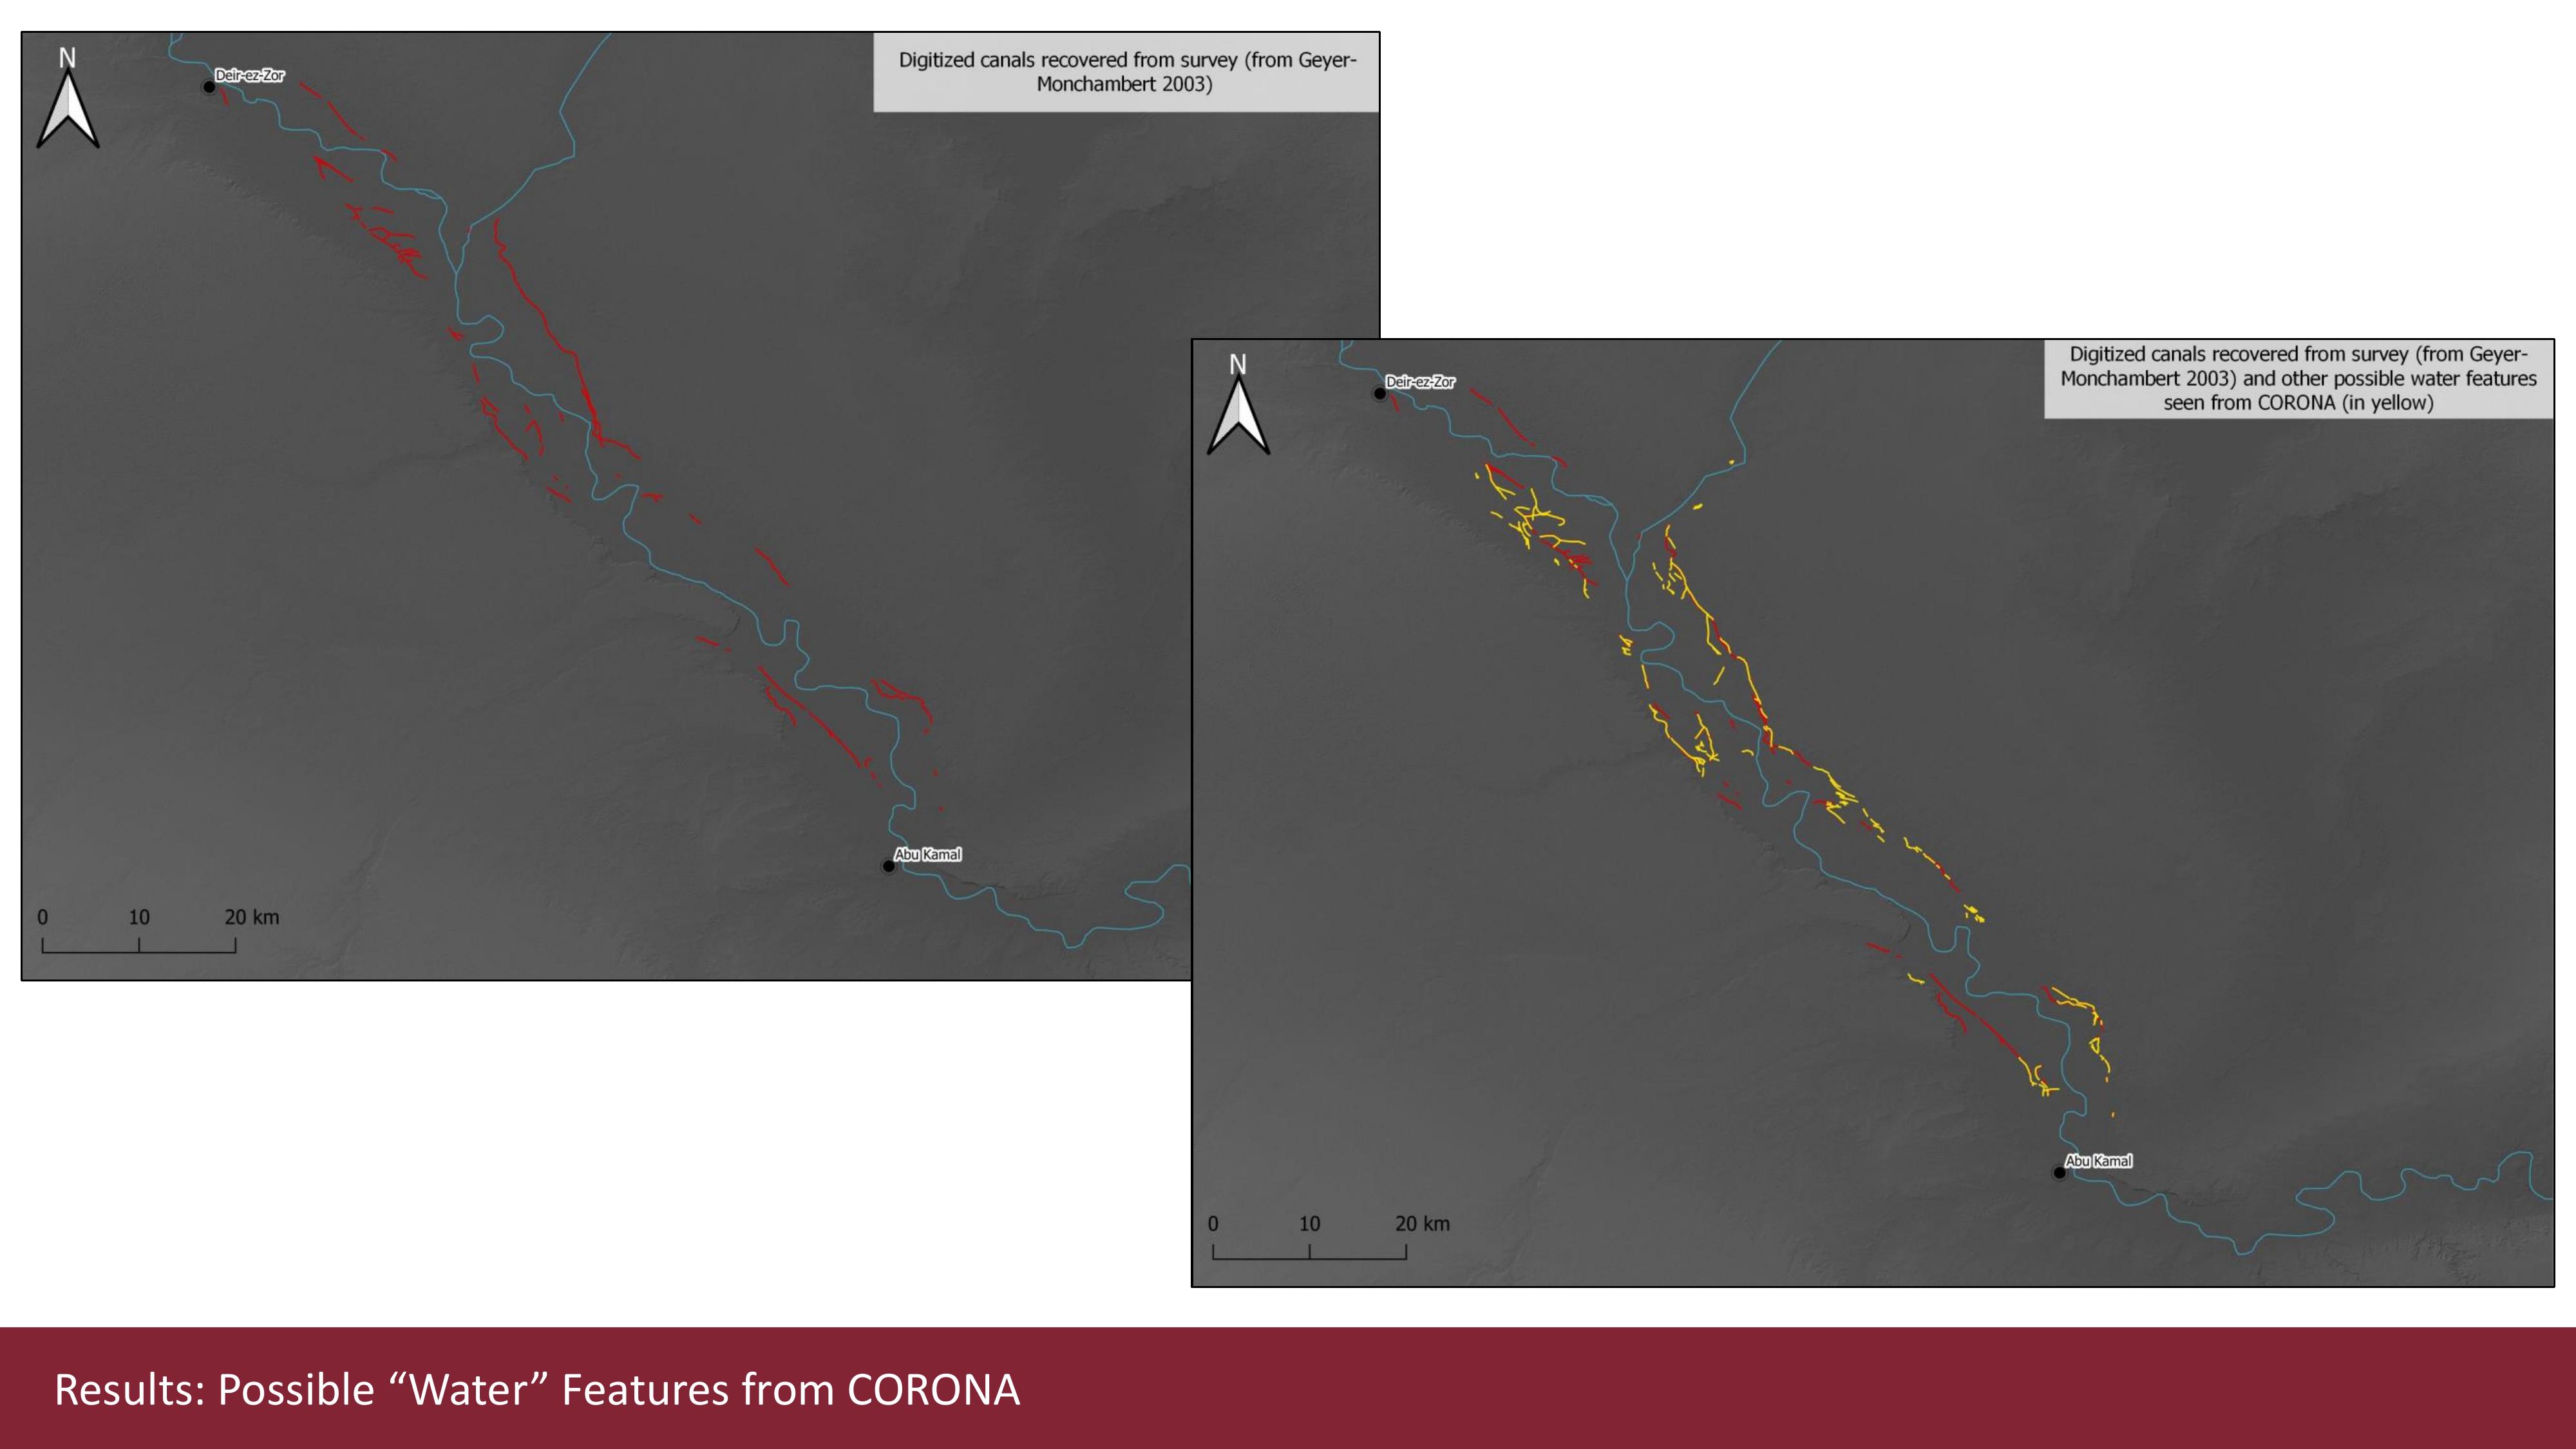 N
Deir-ez-Zor
Digitized canals recovered from survey (from Geyer-
Monchambert 2003)
Abu Kamal
0 10 20 km
N
Deir-ez-Zor
Digitized canals recovered from survey (from Geyer-
Monchambert 2003) and other possible water features
seen from CORONA (in yellow)
Abu Kamal
0 10 20 km
Results: Possible “Water” Features from CORONA